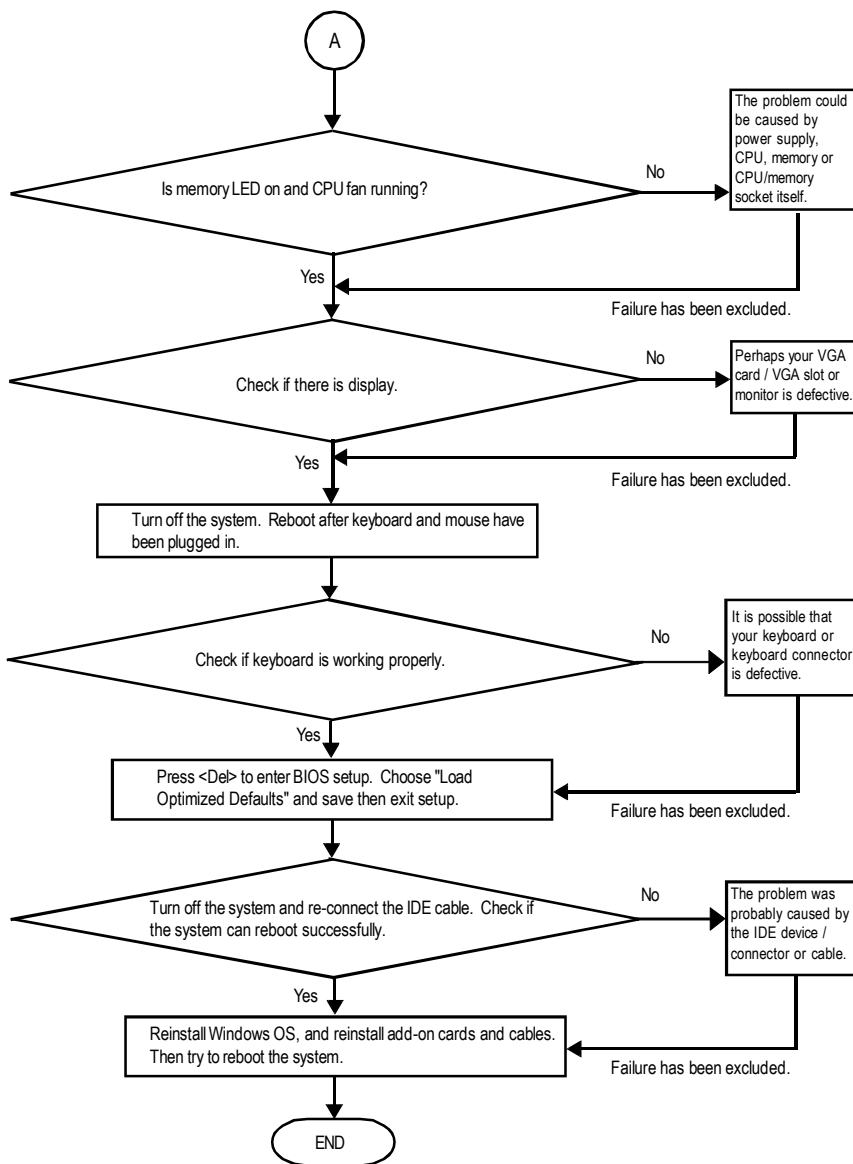 A
Is memory LED on and CPU fan running?
No
The problem could
be caused by
power supply,
CPU, memory or
CPU/memory
socket itself.
Yes
Failure has been excluded.
Check if there is display.
No
Perhaps your VGA
card / VGA slot or
monitor is defective.
Yes
Failure has been excluded.
Turn off the system. Reboot after keyboard and mouse have
been plugged in.
Check if keyboard is working properly.
No
It is possible that
your keyboard or
keyboard connector
is defective.
Yes
Press <Del> to enter BIOS setup. Choose "Load
Optimized Defaults" and save then exit setup.
Failure has been excluded.
Turn off the system and re-connect the IDE cable. Check if
the system can reboot successfully.
No
The problem was
probably caused by
the IDE device /
connector or cable.
Yes
Reinstall Windows OS, and reinstall add-on cards and cables.
Then try to reboot the system.
Failure has been excluded.
END